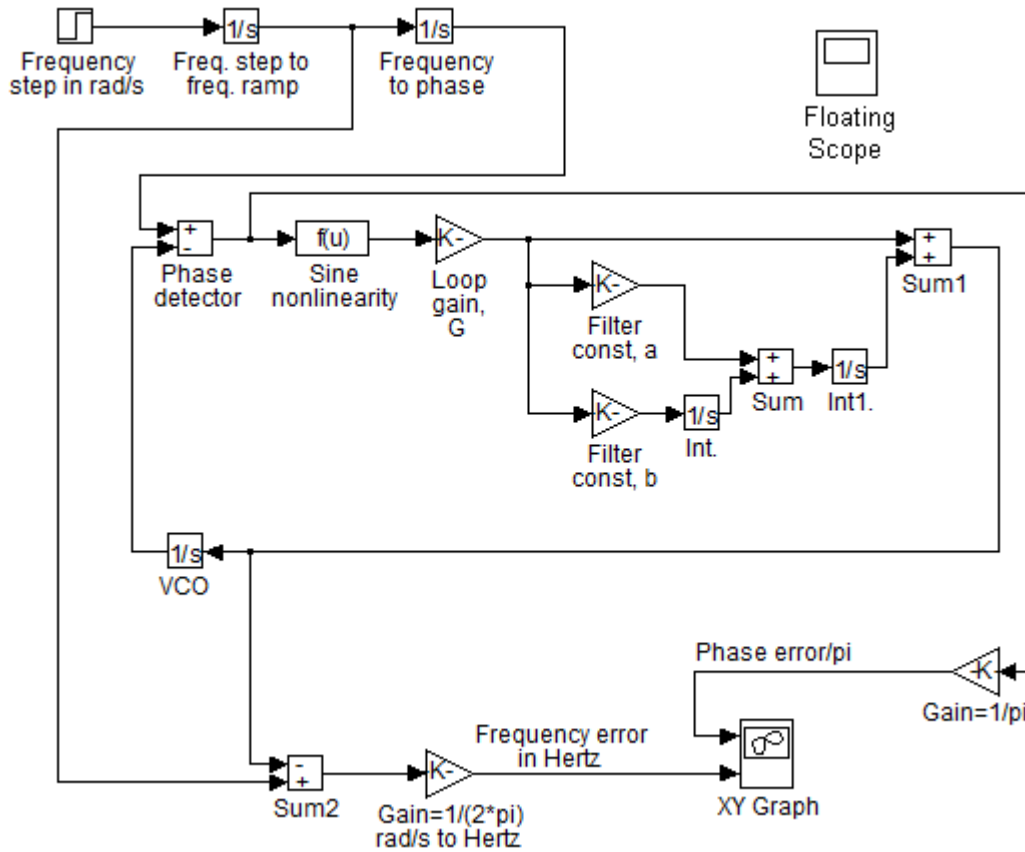 1/s
1/s
Frequency
step in rad/s
Freq. step to
freq. ramp
Frequency
to phase
Floating
Scope
+
-
Phase
detector
f(u)
Sine
nonlinearity
K-
Loop
gain,
G
+
+
Sum1
K-
Filter
const, a
+
+
Sum
1/s
Int1.
K-
Filter
const, b
1/s
Int.
1/s
VCO
Phase error/pi
-K
Gain=1/pi
-
+
Sum2
K-
Gain=1/(2*pi)
rad/s to Hertz
Frequency error
in Hertz
XY Graph